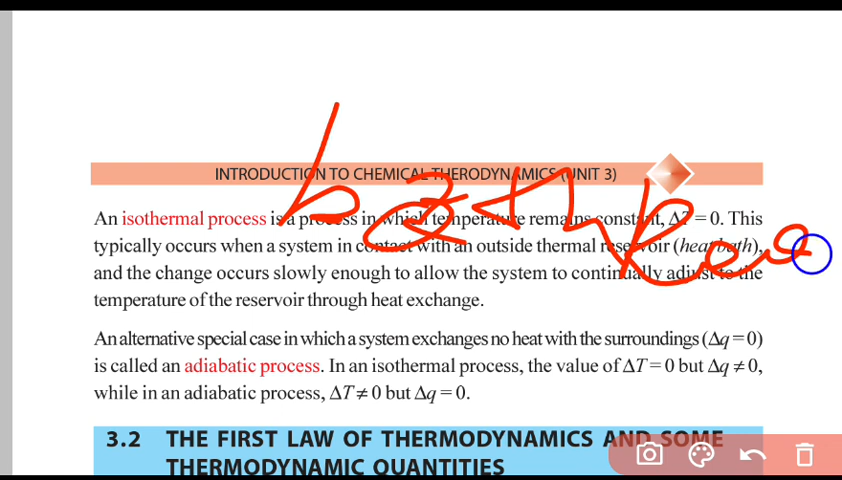 INTRODUCTION TO CHEMICAL THERODYNAMICS (UNIT 3)
An isothermal process is a process in which temperature remains constant, ΔT = 0. This
typically occurs when a system in contact with an outside thermal reservoir (heat bath),
and the change occurs slowly enough to allow the system to continually adjust to the
temperature of the reservoir through heat exchange.
An alternative special case in which a system exchanges no heat with the surroundings (Δq = 0)
is called an adiabatic process. In an isothermal process, the value of ΔT = 0 but Δq ≠ 0,
while in an adiabatic process, ΔT ≠ 0 but Δq = 0.
3.2 THE FIRST LAW OF THERMODYNAMICS AND SOME
THERMODYNAMIC QUANTITIES